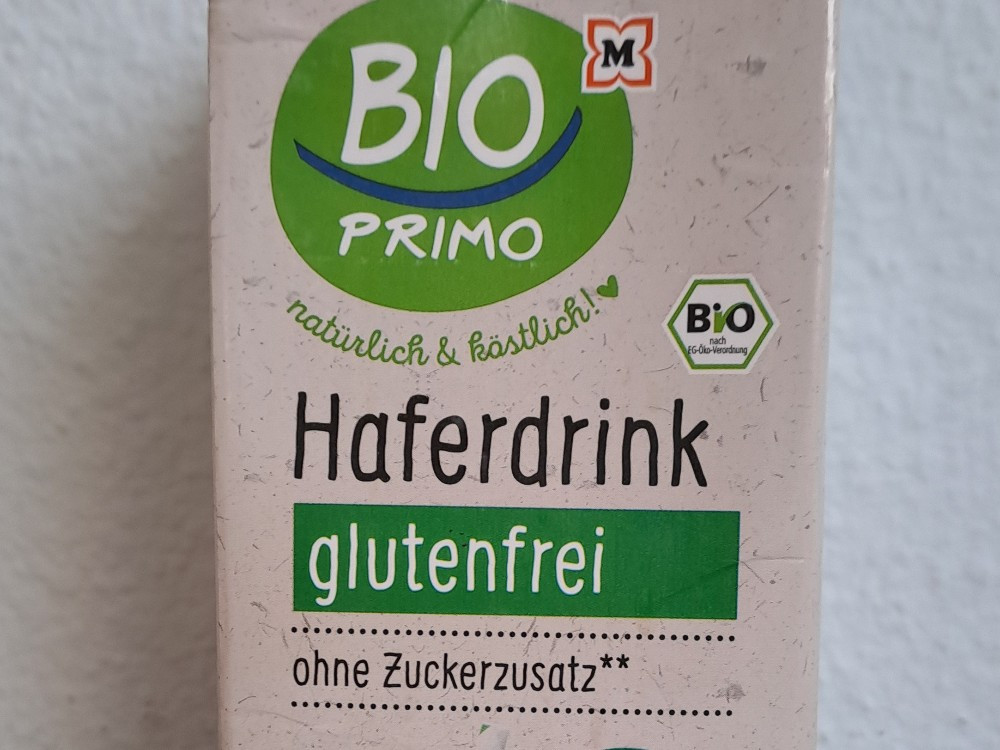 BIO
M
PRIMO
natürlich & köstlich!
BiO
nach
EG-Öko-Verordnung
Haferdrink
glutenfrei
ohne Zuckerzusatz**